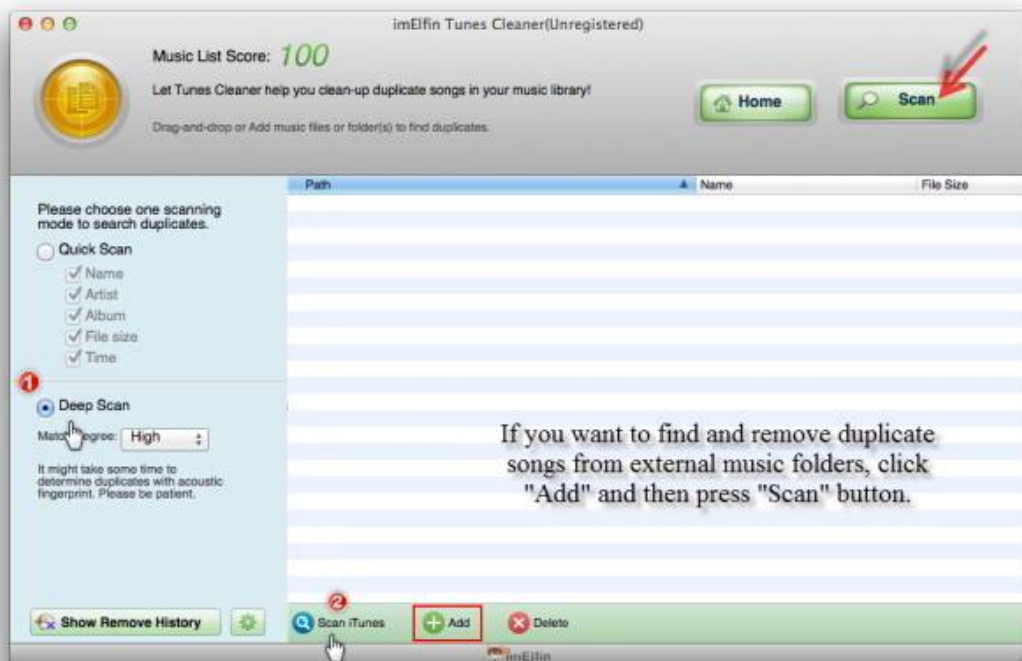 imElfin Tunes Cleaner(Unregistered)
Music List Score: 100
Let Tunes Cleaner help you clean-up duplicate songs in your music library!
Drag-and-drop or Add music files or folder(s) to find duplicates.
Home
Scan
Please choose one scanning
mode to search duplicates.
Quick Scan
Name
Artist
Album
File size
Time
1
Deep Scan
Match Degree: High
It might take some time to
determine duplicates with acoustic
fingerprint. Please be patient.
Show Remove History
Path
Name
File Size
If you want to find and remove duplicate
songs from external music folders, click
"Add" and then press "Scan" button.
2
Scan iTunes
Add
Delete
imElfin